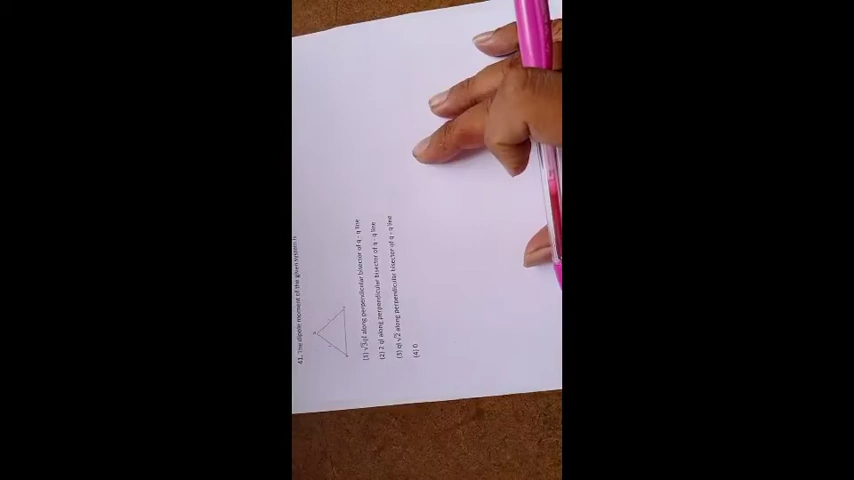 41. The dipole moment of the given system is
(1) √3ql along perpendicular bisector of q - q line
(2) 2 ql along perpendicular bisector of q - q line
(3) ql √2 along perpendicular bisector of q - q line
(4) 0